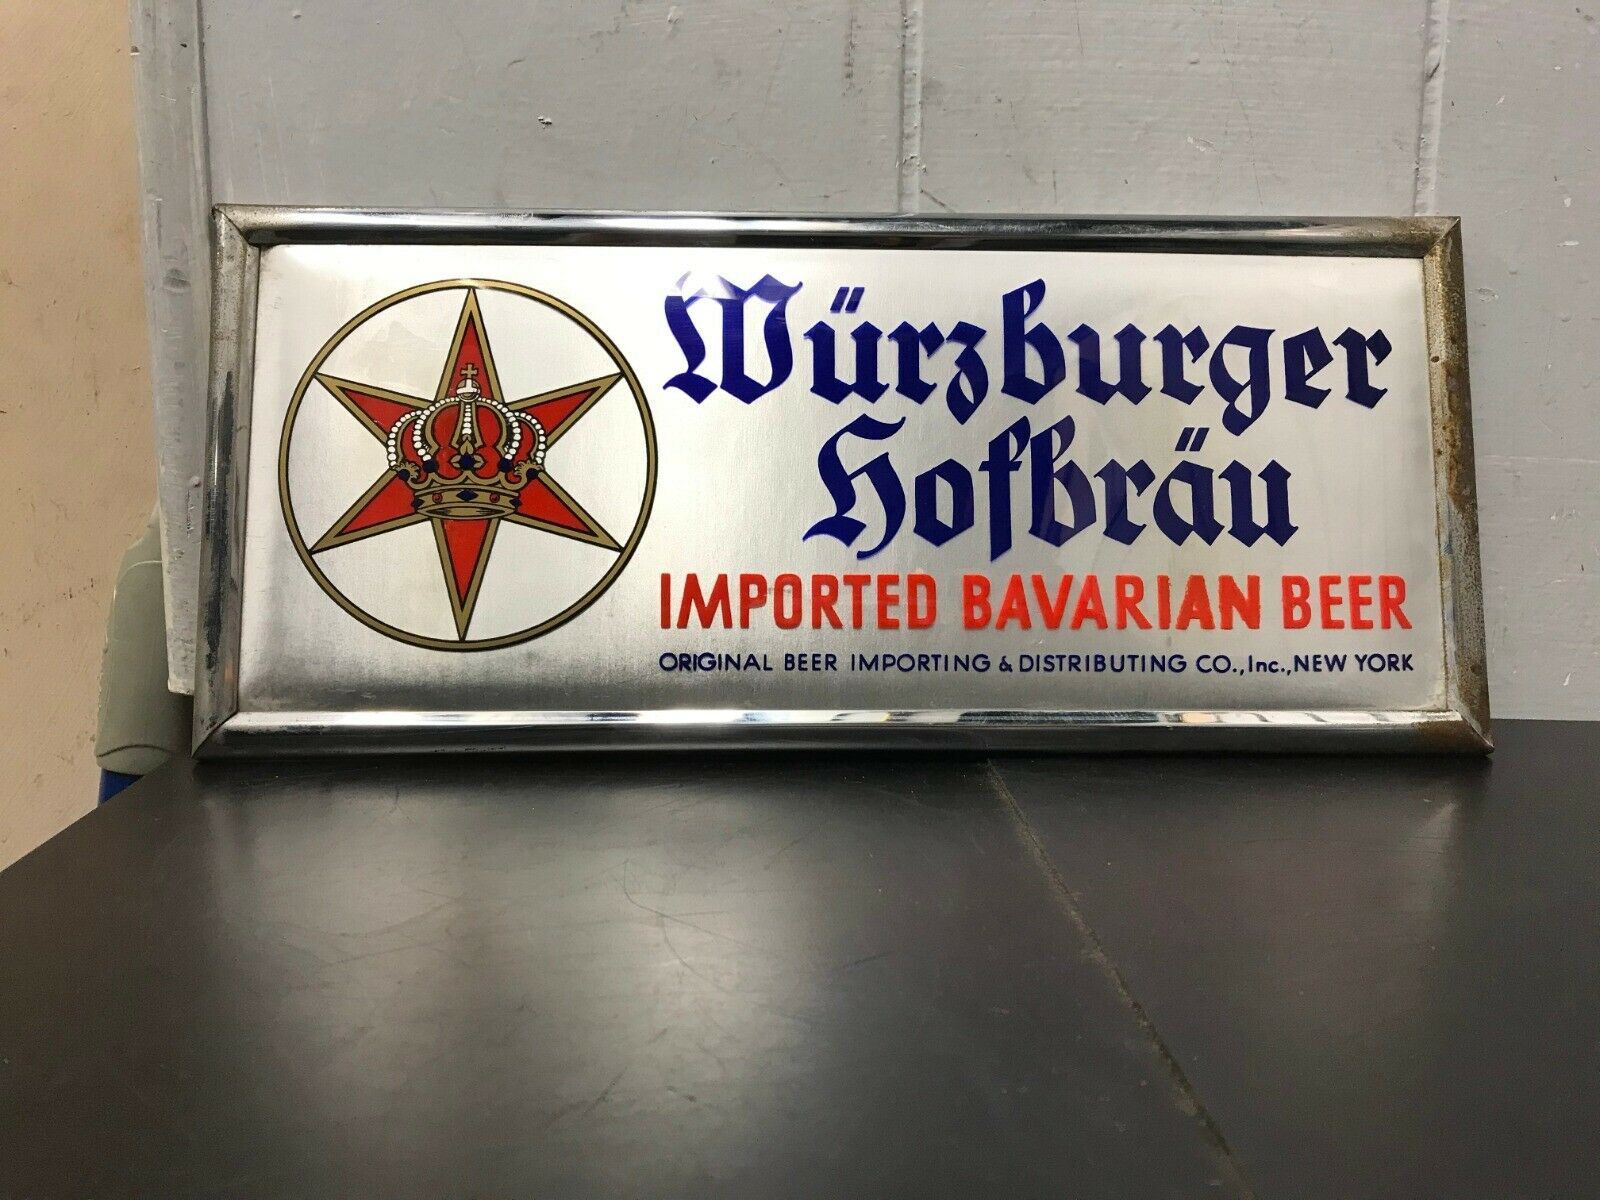 Würzburger
Hofbräu
IMPORTED BAVARIAN BEER
ORIGINAL BEER IMPORTING & DISTRIBUTING CO., Inc., NEW YORK